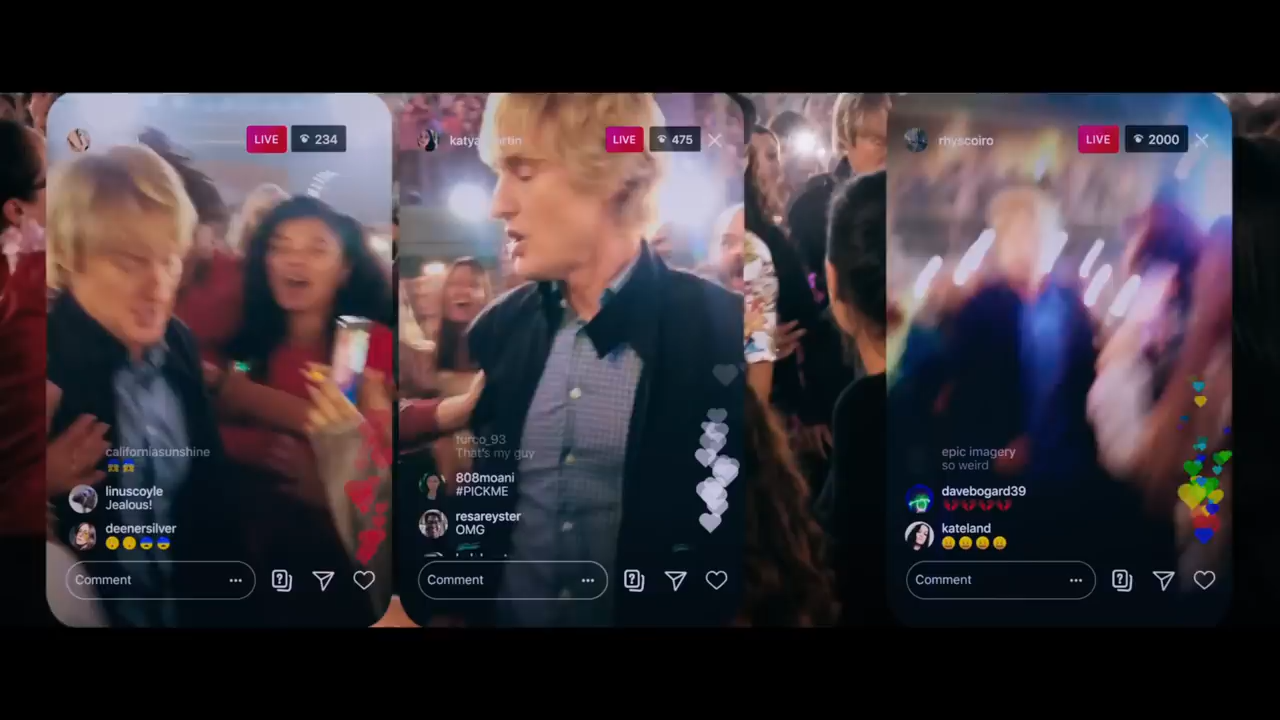 LIVE 234
californiasunshine
linuscoyle
Jealous!
deenersilver
Comment
LIVE 475
turco_93
That's my guy
808moani
#PICKME
resareyster
OMG
Comment
rhyscoiro LIVE 2000
epic imagery
so weird
davebogard39
kateland
Comment